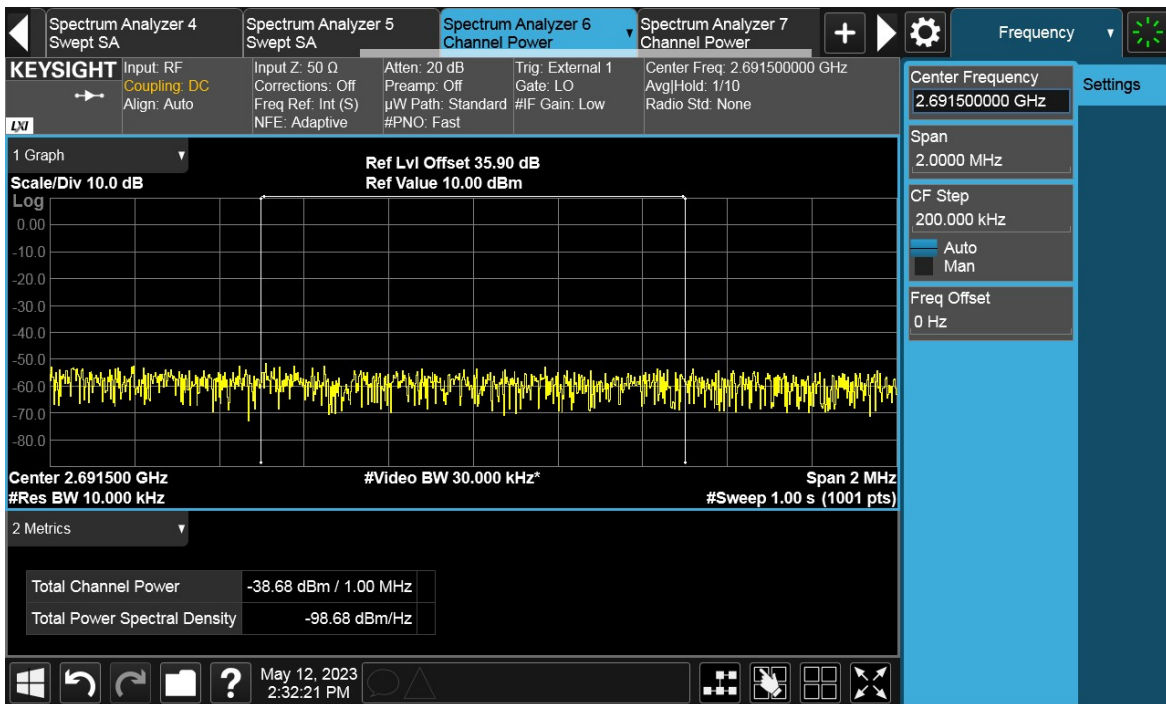 Spectrum Analyzer 4
Swept SA
Spectrum Analyzer 5
Swept SA
Spectrum Analyzer 6
Channel Power
Spectrum Analyzer 7
Channel Power
Frequency
KEYSIGHT
LXI
Input: RF
Coupling: DC
Align: Auto
Input Z: 50 Ω
Corrections: Off
Freq Ref: Int (S)
NFE: Adaptive
Atten: 20 dB
Preamp: Off
µW Path: Standard
#PNO: Fast
Trig: External 1
Gate: LO
#IF Gain: Low
Center Freq: 2.691500000 GHz
Avg|Hold: 1/10
Radio Std: None
Center Frequency
2.691500000 GHz
Settings
Span
2.0000 MHz
CF Step
200.000 kHz
Auto
Man
Freq Offset
0 Hz
1 Graph
Scale/Div 10.0 dB
Ref Lvl Offset 35.90 dB
Ref Value 10.00 dBm
Log
0.00
-10.0
-20.0
-30.0
-40.0
-50.0
-60.0
-70.0
-80.0
Center 2.691500 GHz
#Video BW 30.000 kHz*
Span 2 MHz
#Res BW 10.000 kHz
#Sweep 1.00 s (1001 pts)
2 Metrics
Total Channel Power -38.68 dBm / 1.00 MHz
Total Power Spectral Density -98.68 dBm/Hz
?
May 12, 2023
2:32:21 PM